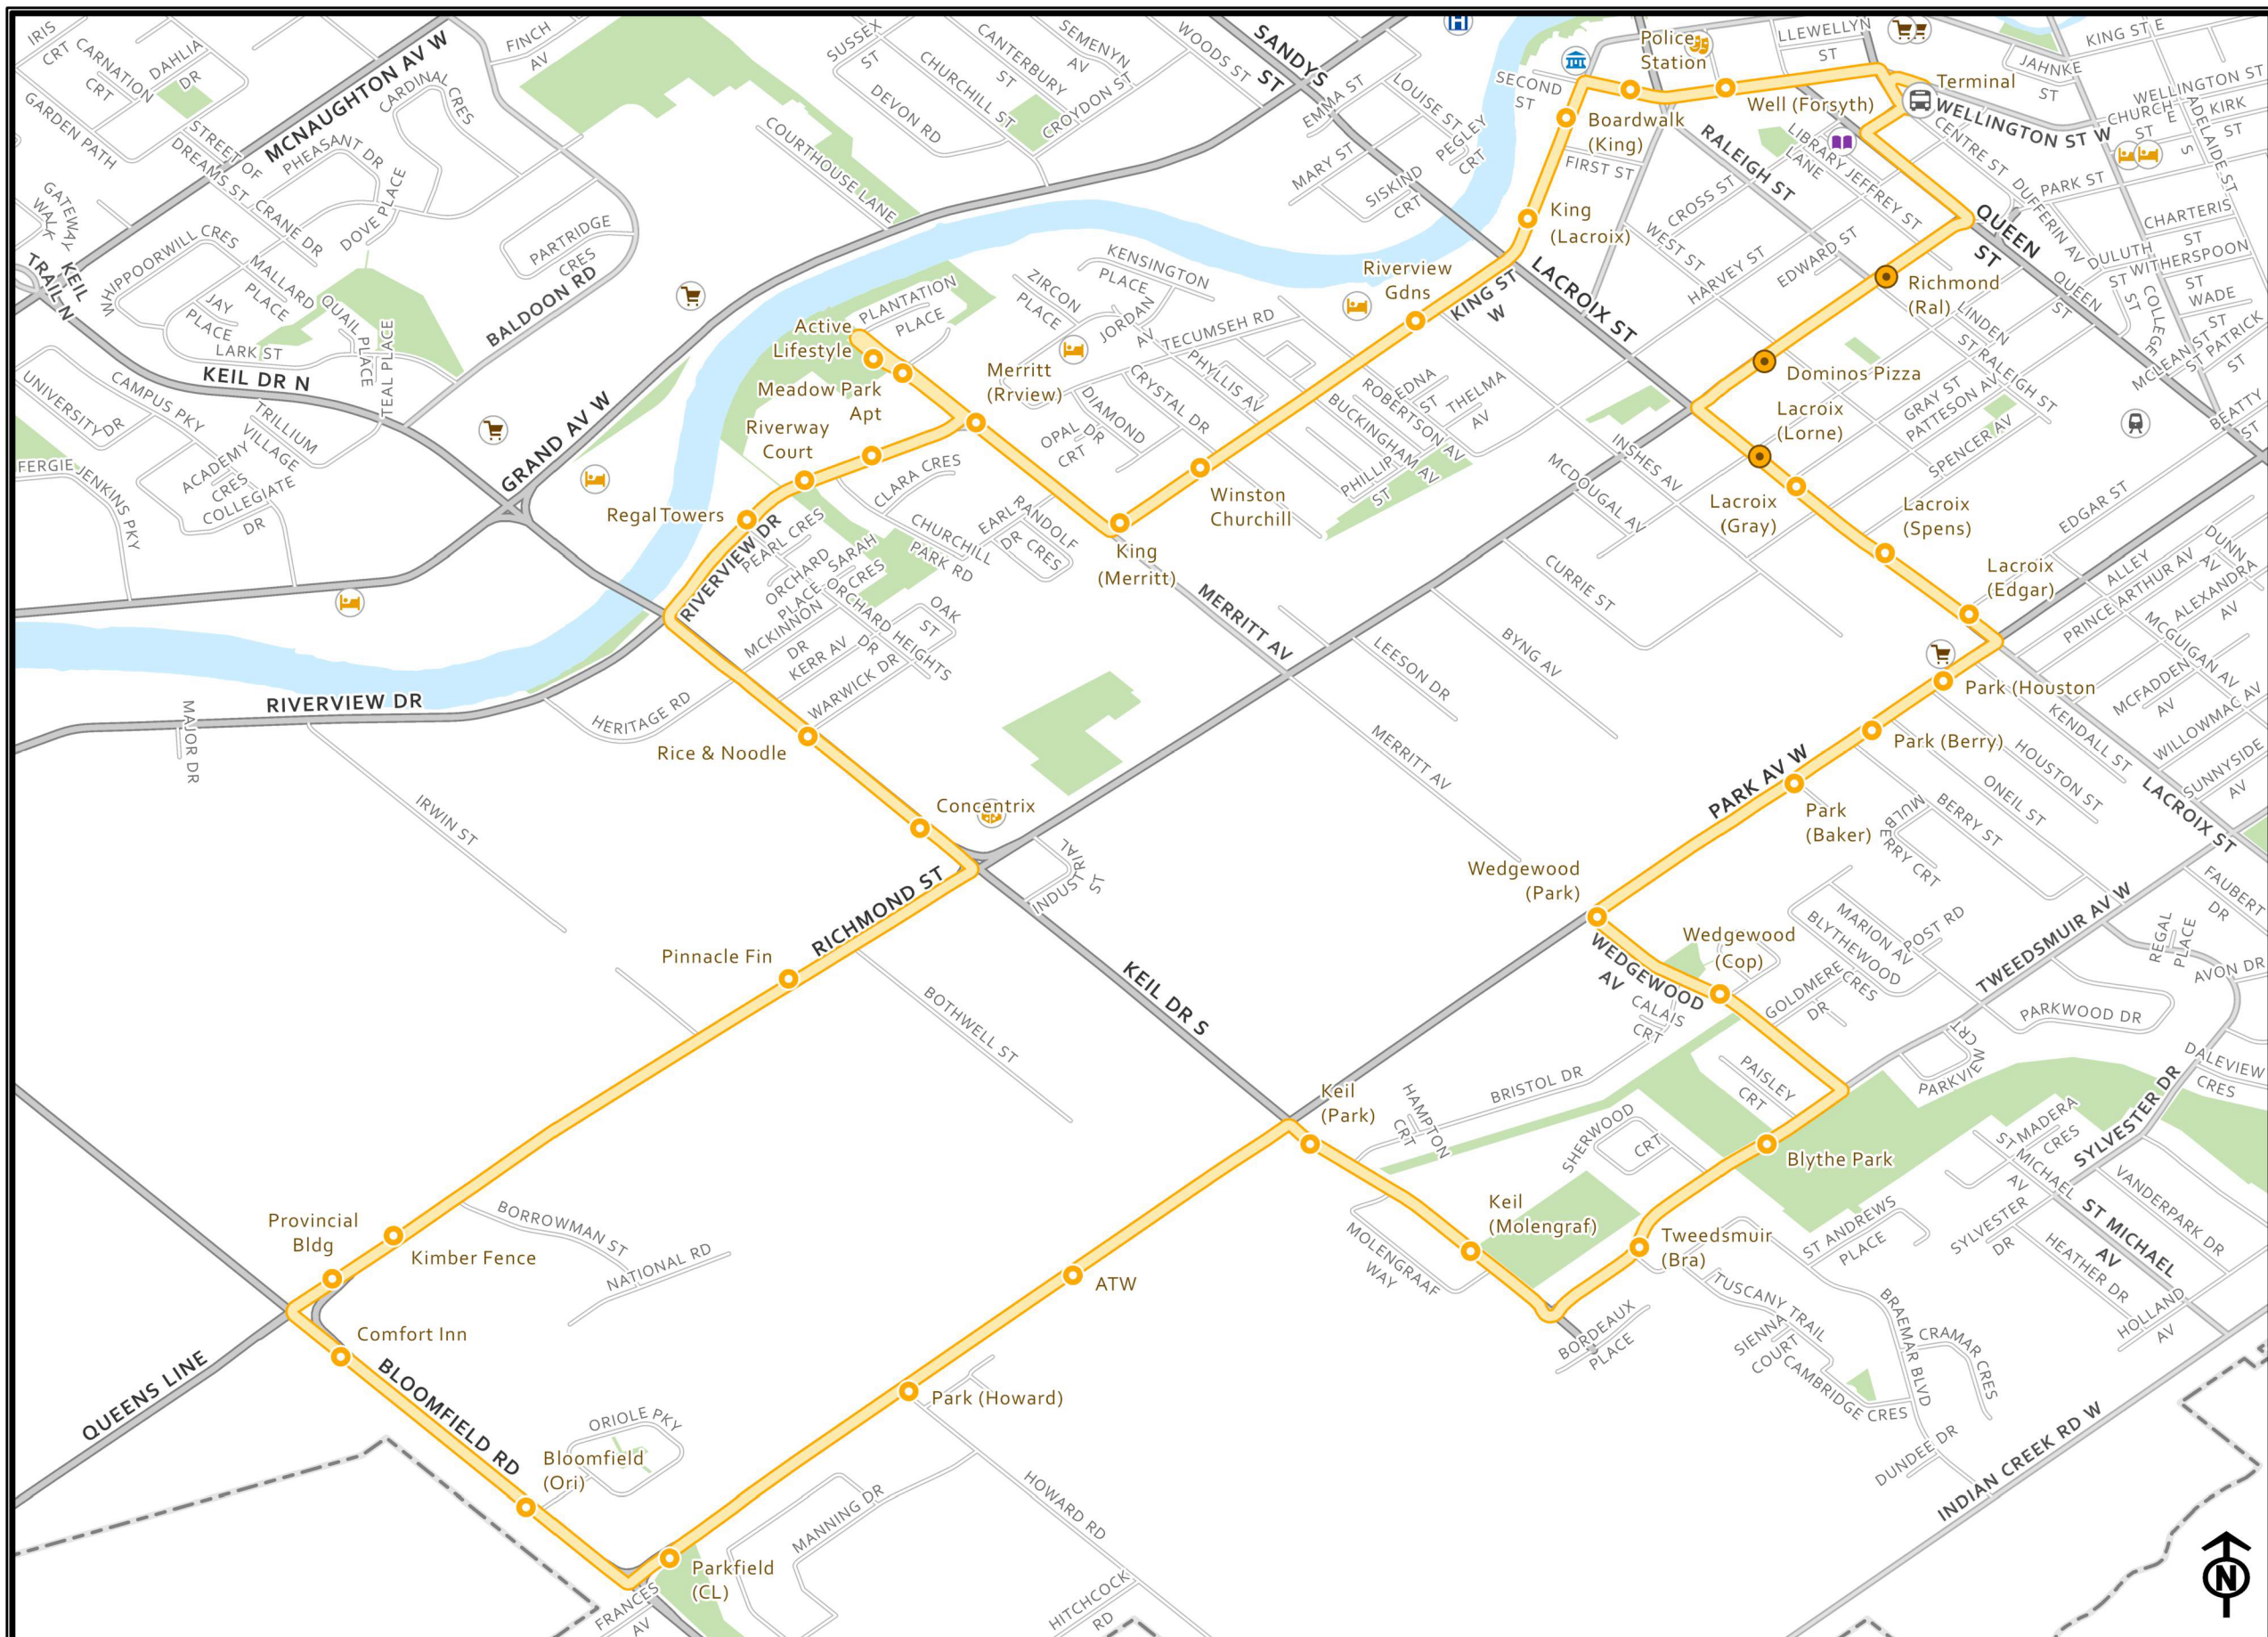 IRIS
CRT
CARNATION
CRT
DAHLIA
DR
GARDEN PATH
MCNAUGHTON AV W
FINCH
AV
CARDINAL CRES
STREET OF
DREAMS ST
PHEASANT DR
CRANE DR
DOVE PLACE
GATEWAY
WALK
KEIL
TRAIL N
WHIPPOORWILL CRES
MALLARD
PLACE
JAY
PLACE
QUAIL PLACE
LARK ST
TEAL PLACE
KEIL DR N
BALDOON RD
PARTRIDGE
CRES
UNIVERSITY DR
CAMPUS PKY
TRILLIUM
VILLAGE
ACADEMY
CRES
COLLEGIATE
DR
FERGIE JENKINS PKY
GRAND AV W
COURTHOUSE LANE
SUSSEX
ST
DEVON RD
CHURCHILL ST
CANTERBURY
ST
SEMENYN
AV
CROYDON ST
WOODS ST
SANDYS
ST
EMMA ST
LOUISE ST
PEGLEY
CRT
MARY ST
SISKIND
CRT
SECOND
ST
FIRST ST
Police
Station
LLEWELLYN
ST
Terminal
Well (Forsyth)
Boardwalk
(King)
King
(Lacroix)
KING ST E
JAHNKE
ST
WELLINGTON ST
WELLINGTON ST W
CHURCH
ST
E
KIRK
ST
ADELAIDE ST
S
CENTRE ST
PARK ST
DUFFERIN AV
LIBRARY
LANE
JEFFREY ST
RALEIGH ST
CROSS ST
WEST ST
HARVEY ST
EDWARD ST
QUEEN
ST
QUEEN
ST
CHARTERIS
ST
DULUTH
ST
WITHERSPOON
ST
WADE
ST
COLLEGE
ST
MCLEAN ST
ST PATRICK
ST
BEATTY
ST
Richmond
(Ral)
LINDEN
ST
RALEIGH ST
Dominos Pizza
GRAY ST
PATTESON AV
SPENCER AV
Lacroix
(Lorne)
Lacroix
(Gray)
Lacroix
(Spens)
Lacroix
(Edgar)
EDGAR ST
LACROIX ST
KING ST
W
Riverview
Gdns
KENSINGTON
PLACE
ZIRCON
PLACE
JORDAN
AV
TECUMSEH RD
PHYLLIS AV
CRYSTAL DR
DIAMOND
DR
OPAL
CRT
ROBERTSON AV
EDNA
ST
THELMA
AV
BUCKINGHAM AV
PHILLIP
ST
INSHES AV
MCDOUGAL AV
PLANTATION
PLACE
Active
Lifestyle
Meadow Park
Apt
Merritt
(Rrview)
Riverway
Court
Regal Towers
Winston
Churchill
King
(Merritt)
CLARA CRES
CHURCHILL
PARK RD
EARL
DR
RANDOLF
CRES
RIVERVIEW DR
PEARL CRES
ORCHARD
PLACE
SARAH
CRES
ORCHARD HEIGHTS
DR
MCKINNON
DR
KERR AV
WARWICK DR
OAK
ST
HERITAGE RD
RIVERVIEW DR
MAJOR DR
IRWIN ST
Rice & Noodle
Concentrix
MERRITT AV
MERRITT AV
LEESON DR
BYNG AV
CURRIE ST
ALLEY
PRINCE ARTHUR AV
DUNN
AV
ALEXANDRA
AV
MCGUIGAN AV
MCFADDEN
AV
WILLOWMAC AV
SUNNYSIDE
AV
Park (Houston
Park (Berry)
Park
(Baker)
PARK AV W
KENDALL ST
HOUSTON ST
ONEIL ST
BERRY ST
MULBERRY CRT
LACROIX ST
FAUBERT
DR
RICHMOND ST
INDUSTRIAL
ST
Pinnacle Fin
BOTHWELL ST
KEIL DR S
Wedgewood
(Park)
WEDGEWOOD
AV
Wedgewood
(Cop)
CALAIS
CRT
MARION AV
BLYTHEWOOD
CRES
POST RD
GOLDMERE
DR
TWEEDSMUIR AV W
REGAL
PLACE
AVON DR
PARKWOOD DR
PARKVIEW CRT
DALEVIEW
CRES
SYLVESTER DR
PAISLEY
CRT
BRISTOL DR
HAMPTON
CRT
Keil
(Park)
SHERWOOD
CRT
Blythe Park
ST MADERA
CRES
ST MICHAEL
AV
ST MICHAEL
AV
VANDERPARK DR
SYLVESTER
DR
HEATHER DR
HOLLAND
AV
ST ANDREWS
PLACE
Keil
(Molengraf)
Tweedsmuir
(Bra)
MOLENGRAAF
WAY
BORDEAUX
PLACE
TUSCANY TRAIL
SIENNA
COURT
CAMBRIDGE CRES
BRAEMAR BLVD
CRAMAR CRES
DUNDEE DR
INDIAN CREEK RD W
Provincial
Bldg
Kimber Fence
BORROWMAN ST
NATIONAL RD
Comfort Inn
QUEENS LINE
BLOOMFIELD RD
ORIOLE PKY
Bloomfield
(Ori)
ATW
Park (Howard)
MANNING DR
HOWARD RD
Parkfield
(CL)
FRANCES
AV
HITCHCOCK
RD
N